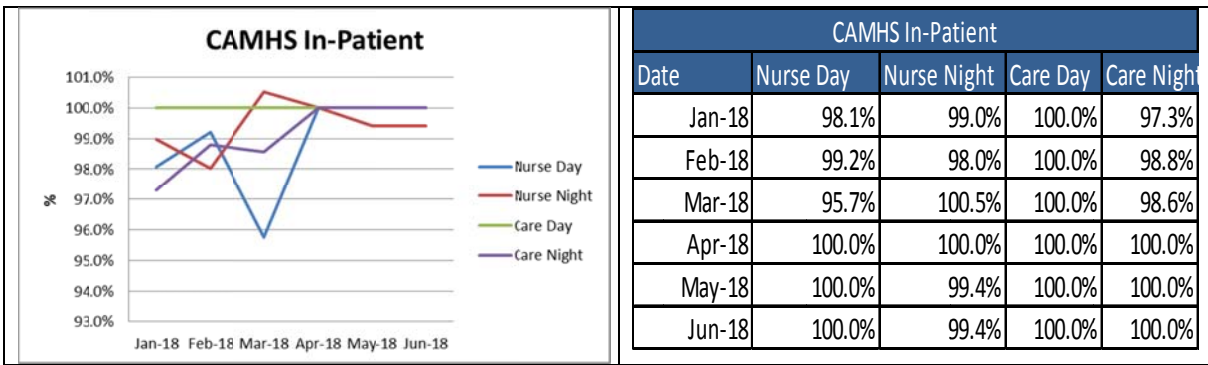 CAMHS In-Patient
101.0%
100.0%
99.0%
98.0%
97.0%
96.0%
95.0%
94.0%
93.0%
%
Jan-18 Feb-18 Mar-18 Apr-18 May-18 Jun-18
Nurse Day
Nurse Night
Care Day
Care Night
CAMHS In-Patient
Date Nurse Day Nurse Night Care Day Care Night
Jan-18 98.1% 99.0% 100.0% 97.3%
Feb-18 99.2% 98.0% 100.0% 98.8%
Mar-18 95.7% 100.5% 100.0% 98.6%
Apr-18 100.0% 100.0% 100.0% 100.0%
May-18 100.0% 99.4% 100.0% 100.0%
Jun-18 100.0% 99.4% 100.0% 100.0%